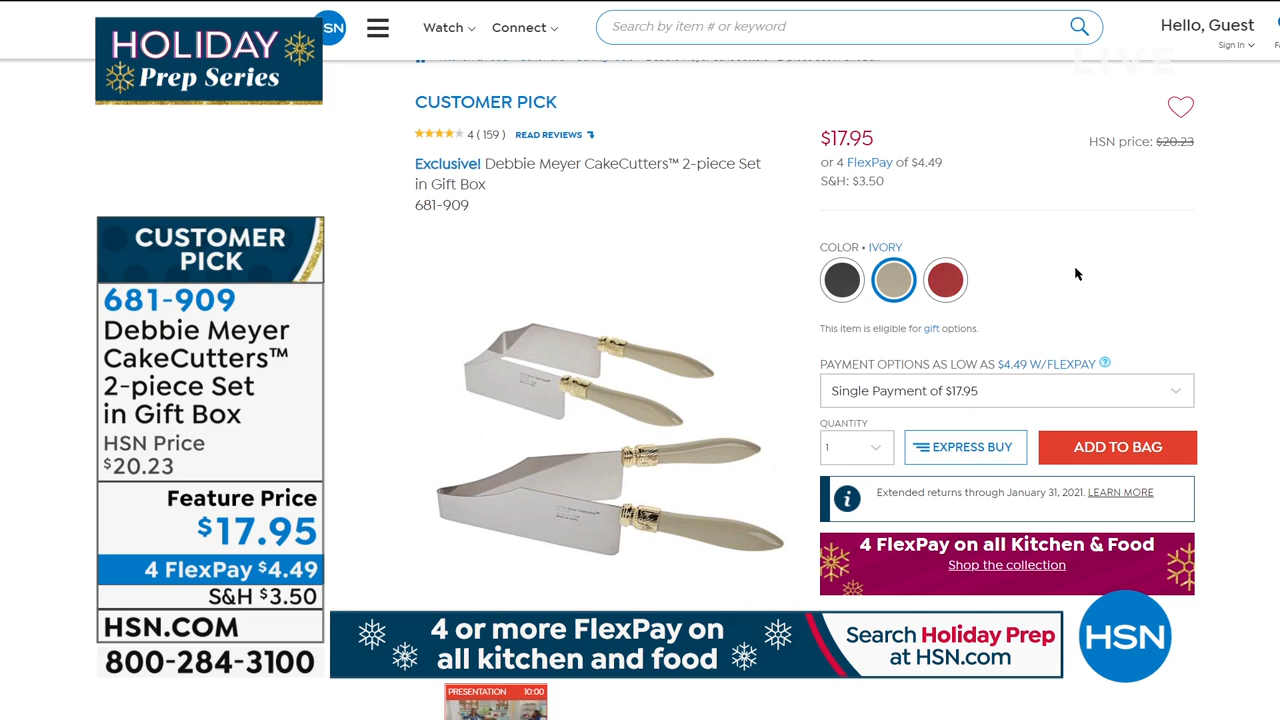 HOLIDAY
Prep Series
HSN
Watch
Connect
Search by item # or keyword
Hello, Guest
Sign In
LIVE
CUSTOMER PICK
4 ( 159 ) READ REVIEWS
Exclusive! Debbie Meyer CakeCutters™ 2-piece Set
in Gift Box
681-909
$17.95
HSN price: $20.23
or 4 FlexPay of $4.49
S&H: $3.50
COLOR • IVORY
This item is eligible for gift options.
PAYMENT OPTIONS AS LOW AS $4.49 W/FLEXPAY ?
Single Payment of $17.95
QUANTITY
1
EXPRESS BUY
ADD TO BAG
i
Extended returns through January 31, 2021. LEARN MORE
4 FlexPay on all Kitchen & Food
Shop the collection
CUSTOMER
PICK
681-909
Debbie Meyer
CakeCutters™
2-piece Set
in Gift Box
HSN Price
$20.23
Feature Price
$17.95
4 FlexPay $4.49
S&H $3.50
HSN.COM
800-284-3100
4 or more FlexPay on
all kitchen and food
Search Holiday Prep
at HSN.com
HSN
PRESENTATION 10:00